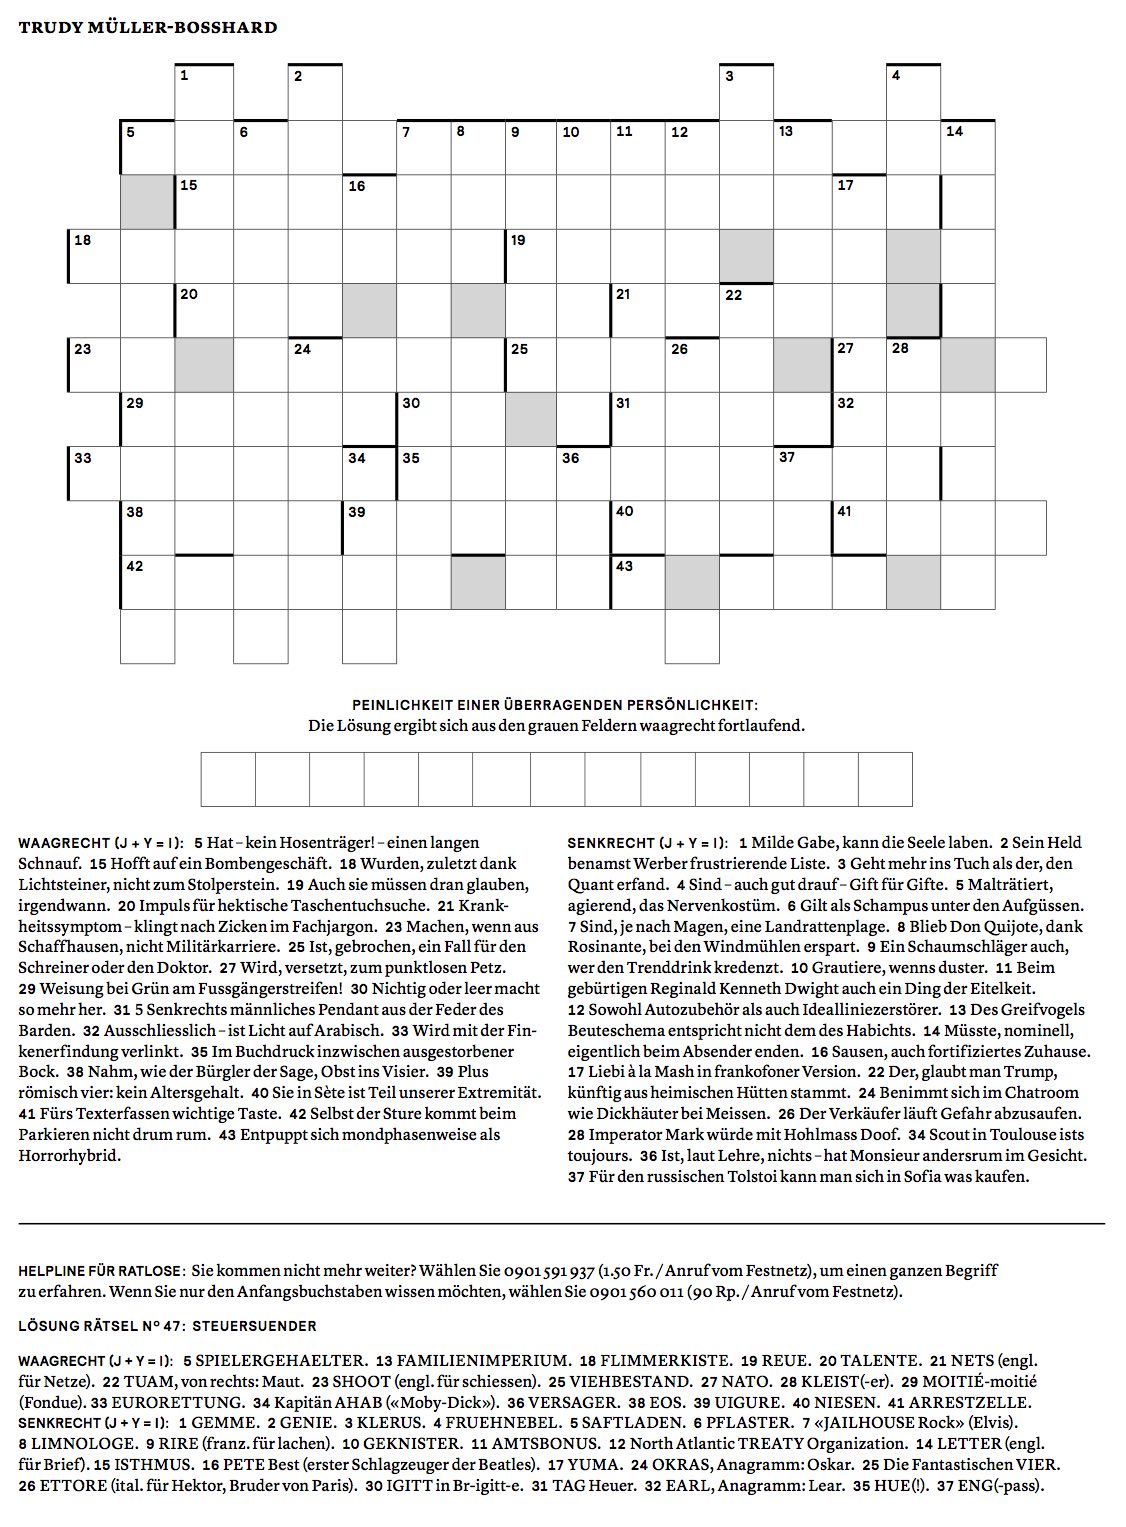 TRUDY MÜLLER-BOSSHARD
1 2 3 4
5 6 7 8 9 10 11 12 13 14
15 16 17
18 19
20 21 22
23 24 25 26 27 28
29 30 31 32
33 34 35 36 37
38 39 40 41
42 43
PEINLICHKEIT EINER ÜBERRAGENDEN PERSÖNLICHKEIT:
Die Lösung ergibt sich aus den grauen Feldern waagrecht fortlaufend.
WAAGRECHT (J + Y = I): 5 Hat – kein Hosenträger! – einen langen
Schnauf. 15 Hofft auf ein Bombengeschäft. 18 Wurden, zuletzt dank
Lichtsteiner, nicht zum Stolperstein. 19 Auch sie müssen dran glauben,
irgendwann. 20 Impuls für hektische Taschentuchsuche. 21 Krank-
heitssymptom – klingt nach Zicken im Fachjargon. 23 Machen, wenn aus
Schaffhausen, nicht Militärkarriere. 25 Ist, gebrochen, ein Fall für den
Schreiner oder den Doktor. 27 Wird, versetzt, zum punktlosen Petz.
29 Weisung bei Grün am Fussgängerstreifen! 30 Nichtig oder leer macht
so mehr her. 31 5 Senkrechts männliches Pendant aus der Feder des
Barden. 32 Ausschliesslich – ist Licht auf Arabisch. 33 Wird mit der Fin-
kenerfindung verlinkt. 35 Im Buchdruck inzwischen ausgestorbener
Bock. 38 Nahm, wie der Bürgler der Sage, Obst ins Visier. 39 Plus
römisch vier: kein Altersgehalt. 40 Sie in Sète ist Teil unserer Extremität.
41 Fürs Texterfassen wichtige Taste. 42 Selbst der Sture kommt beim
Parkieren nicht drum rum. 43 Entpuppt sich mondphasenweise als
Horrorhybrid.
SENKRECHT (J + Y = I): 1 Milde Gabe, kann die Seele laben. 2 Sein Held
benamst Werber frustrierende Liste. 3 Geht mehr ins Tuch als der, den
Quant erfand. 4 Sind – auch gut drauf – Gift für Gifte. 5 Malträtiert,
agierend, das Nervenkostüm. 6 Gilt als Schampus unter den Aufgüssen.
7 Sind, je nach Magen, eine Landrattenplage. 8 Blieb Don Quijote, dank
Rosinante, bei den Windmühlen erspart. 9 Ein Schaumschläger auch,
wer den Trenddrink kredenzt. 10 Grautiere, wenns duster. 11 Beim
gebürtigen Reginald Kenneth Dwight auch ein Ding der Eitelkeit.
12 Sowohl Autozubehör als auch Ideallinienzerstörer. 13 Des Greifvogels
Beuteschema entspricht nicht dem des Habichts. 14 Müsste, nominell,
eigentlich beim Absender enden. 16 Sausen, auch fortifiziertes Zuhause.
17 Liebi à la Mash in frankofoner Version. 22 Der, glaubt man Trump,
künftig aus heimischen Hütten stammt. 24 Benimmt sich im Chatroom
wie Dickhäuter bei Meissen. 26 Der Verkäufer läuft Gefahr abzusaufen.
28 Imperator Mark würde mit Hohlmass Doof. 34 Scout in Toulouse ists
toujours. 36 Ist, laut Lehre, nichts – hat Monsieur andersrum im Gesicht.
37 Für den russischen Tolstoi kann man sich in Sofia was kaufen.
HELPLINE FÜR RATLOSE: Sie kommen nicht mehr weiter? Wählen Sie 0901 591 937 (1.50 Fr. / Anruf vom Festnetz), um einen ganzen Begriff
zu erfahren. Wenn Sie nur den Anfangsbuchstaben wissen möchten, wählen Sie 0901 560 011 (90 Rp. / Anruf vom Festnetz).
LÖSUNG RÄTSEL Nº 47: STEUERSUENDER
WAAGRECHT (J + Y = I): 5 SPIELERGEHAELTER. 13 FAMILIENIMPERIUM. 18 FLIMMERKISTE. 19 REUE. 20 TALENTE. 21 NETS (engl.
für Netze). 22 TUAM, von rechts: Maut. 23 SHOOT (engl. für schiessen). 25 VIEHBESTAND. 27 NATO. 28 KLEIST(-er). 29 MOITIÉ-moitié
(Fondue). 33 EURORETTUNG. 34 Kapitän AHAB («Moby-Dick»). 36 VERSAGER. 38 EOS. 39 UIGURE. 40 NIESEN. 41 ARRESTZELLE.
SENKRECHT (J + Y = I): 1 GEMME. 2 GENIE. 3 KLERUS. 4 FRUEHNEBEL. 5 SAFTLADEN. 6 PFLASTER. 7 «JAILHOUSE Rock» (Elvis).
8 LIMNOLOGE. 9 RIRE (franz. für lachen). 10 GEKNISTER. 11 AMTSBONUS. 12 North Atlantic TREATY Organization. 14 LETTER (engl.
für Brief). 15 ISTHMUS. 16 PETE Best (erster Schlagzeuger der Beatles). 17 YUMA. 24 OKRAS, Anagramm: Oskar. 25 Die Fantastischen VIER.
26 ETTORE (ital. für Hektor, Bruder von Paris). 30 IGITT in Br-igitt-e. 31 TAG Heuer. 32 EARL, Anagramm: Lear. 35 HUE(!). 37 ENG(-pass).